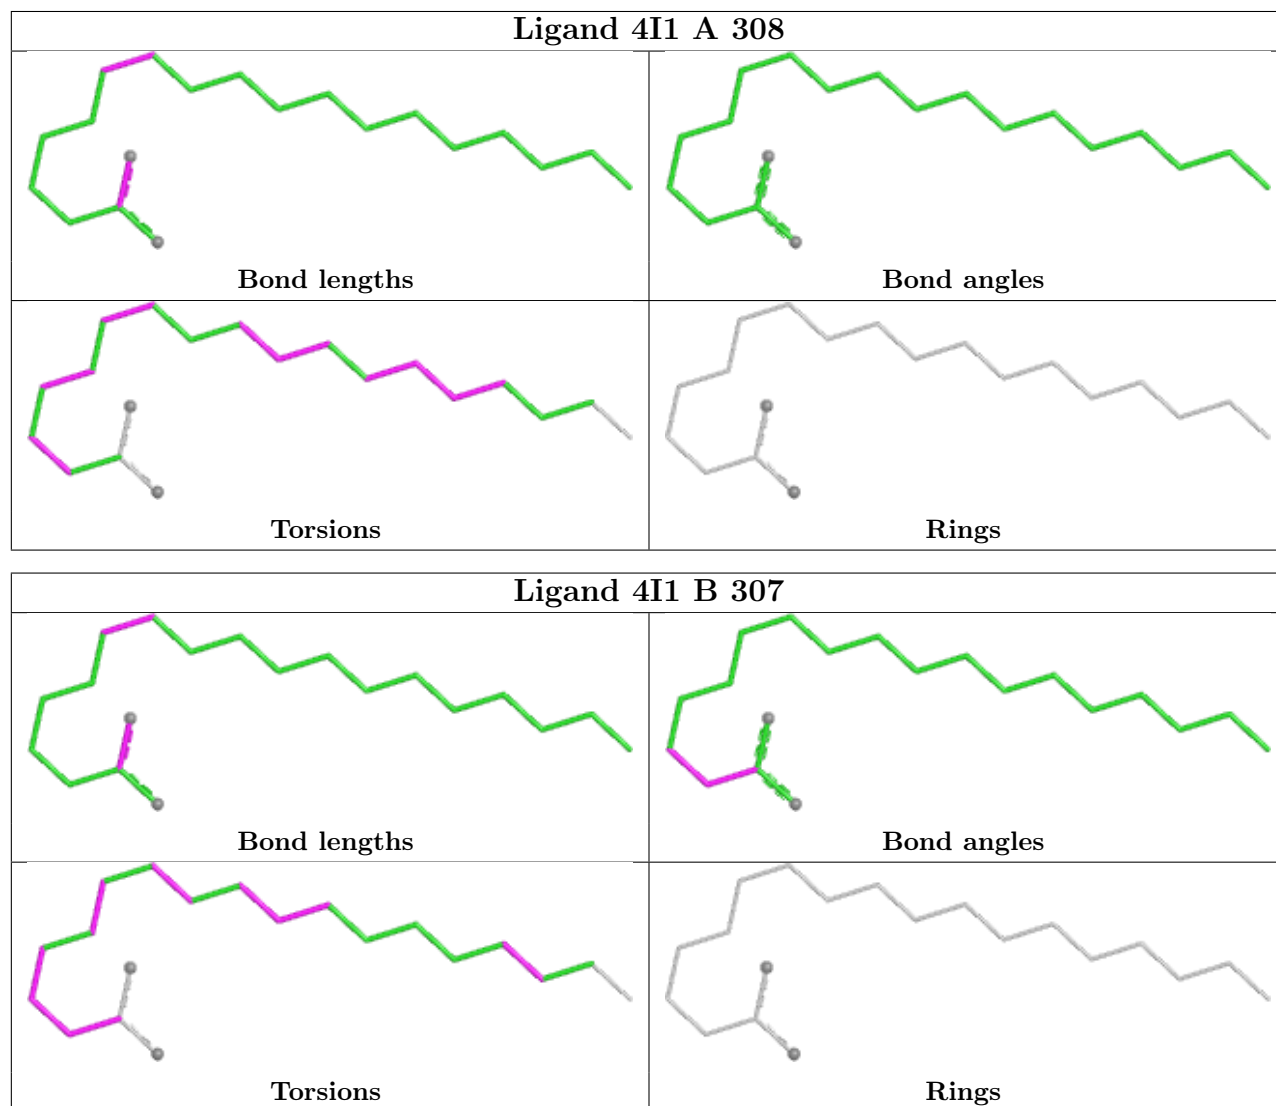 Ligand 4I1 A 308
Bond lengths
Bond angles
Torsions
Rings
Ligand 4I1 B 307
Bond lengths
Bond angles
Torsions
Rings